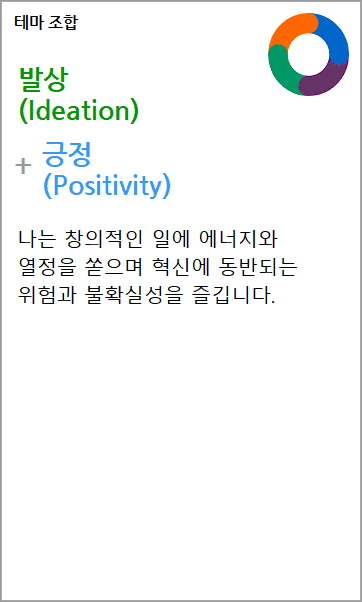 테마 조합
발상
(Ideation)
+ 긍정
(Positivity)
나는 창의적인 일에 에너지와
열정을 쏟으며 혁신에 동반되는
위험과 불확실성을 즐깁니다.